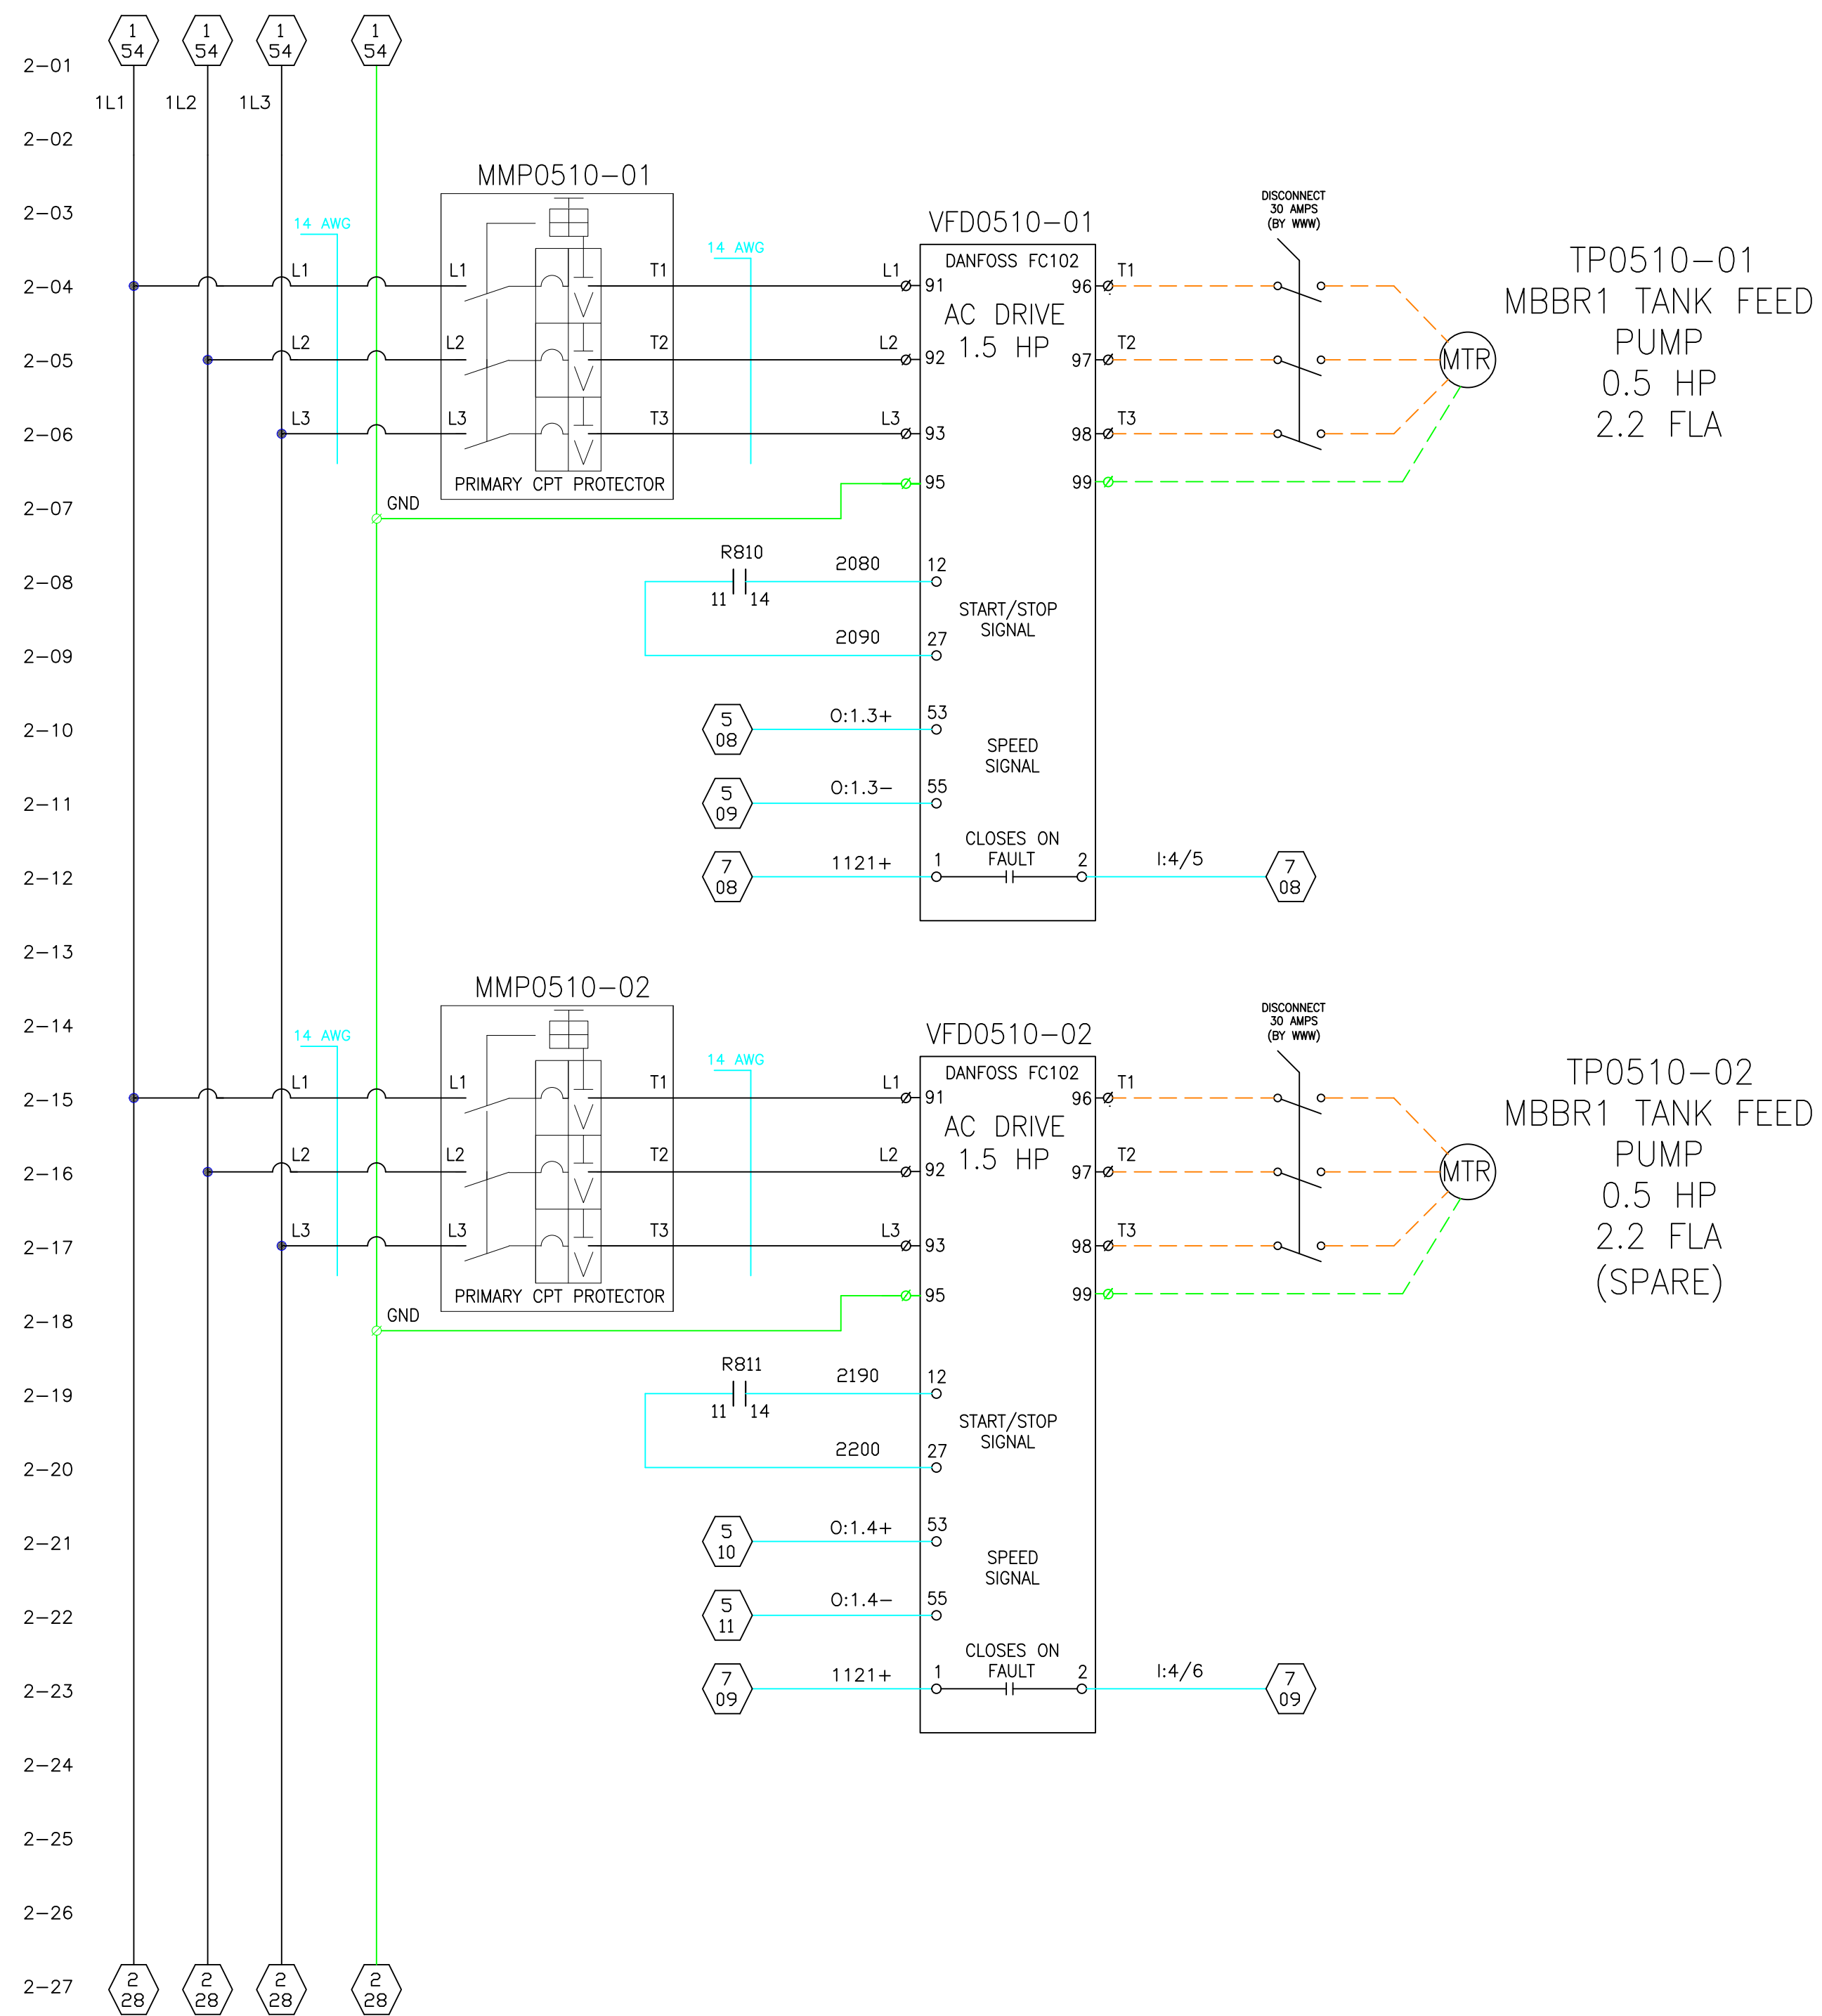 1 1 1 1
54 54 54 54
2-01
1L1 1L2 1L3
2-02
MMP0510-01
2-03
14 AWG
14 AWG
VFD0510-01
DISCONNECT
30 AMPS
(BY WWW)
DANFOSS FC102
TP0510-01
MBBR1 TANK FEED
PUMP
0.5 HP
2.2 FLA
2-04
L1 L1 T1 L1 91 96 T1
AC DRIVE
1.5 HP
2-05
L2 L2 T2 L2 92 97 T2
MTR
2-06
L3 L3 T3 L3 93 98 T3
PRIMARY CPT PROTECTOR
95 99
2-07
GND
R810
2-08
2080 12
11 14
START/STOP
SIGNAL
2-09
2090 27
2-10
5
08
O:1.3+ 53
SPEED
SIGNAL
2-11
5
09
O:1.3- 55
CLOSES ON
FAULT
2-12
7
08
1121+ 1 2 I:4/5
7
08
2-13
MMP0510-02
2-14
14 AWG
14 AWG
VFD0510-02
DISCONNECT
30 AMPS
(BY WWW)
DANFOSS FC102
TP0510-02
MBBR1 TANK FEED
PUMP
0.5 HP
2.2 FLA
(SPARE)
2-15
L1 L1 T1 L1 91 96 T1
AC DRIVE
1.5 HP
2-16
L2 L2 T2 L2 92 97 T2
MTR
2-17
L3 L3 T3 L3 93 98 T3
PRIMARY CPT PROTECTOR
95 99
2-18
GND
R811
2-19
2190 12
11 14
START/STOP
SIGNAL
2-20
2200 27
2-21
5
10
O:1.4+ 53
SPEED
SIGNAL
2-22
5
11
O:1.4- 55
CLOSES ON
FAULT
2-23
7
09
1121+ 1 2 I:4/6
7
09
2-24
2-25
2-26
2-27
2 2 2 2
28 28 28 28